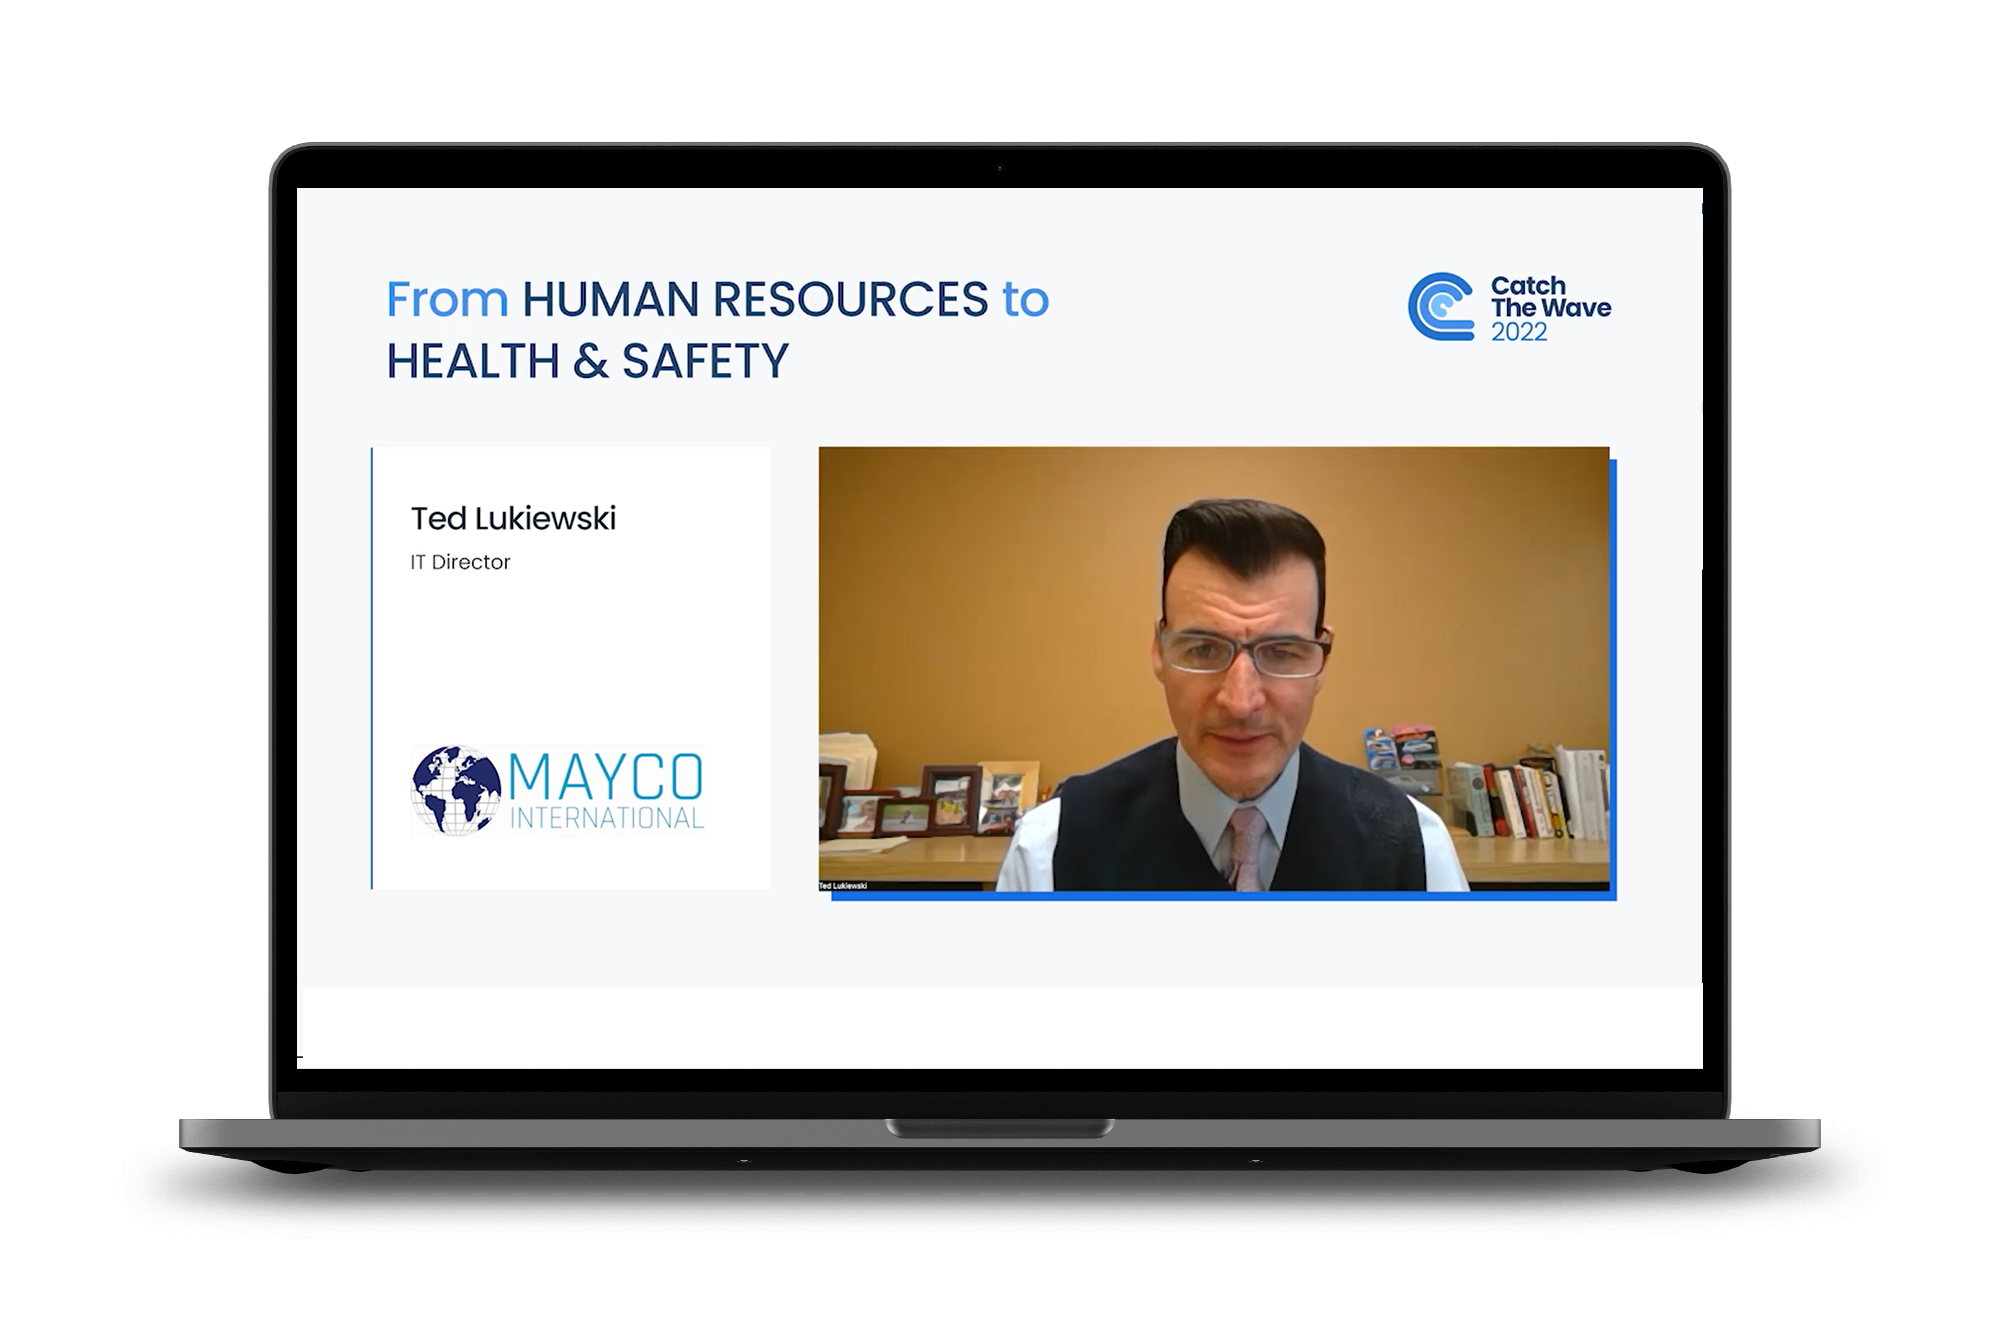 From HUMAN RESOURCES to
HEALTH & SAFETY
Catch
The Wave
2022
Ted Lukiewski
IT Director
MAYCO
INTERNATIONAL
Ted Lukiewski